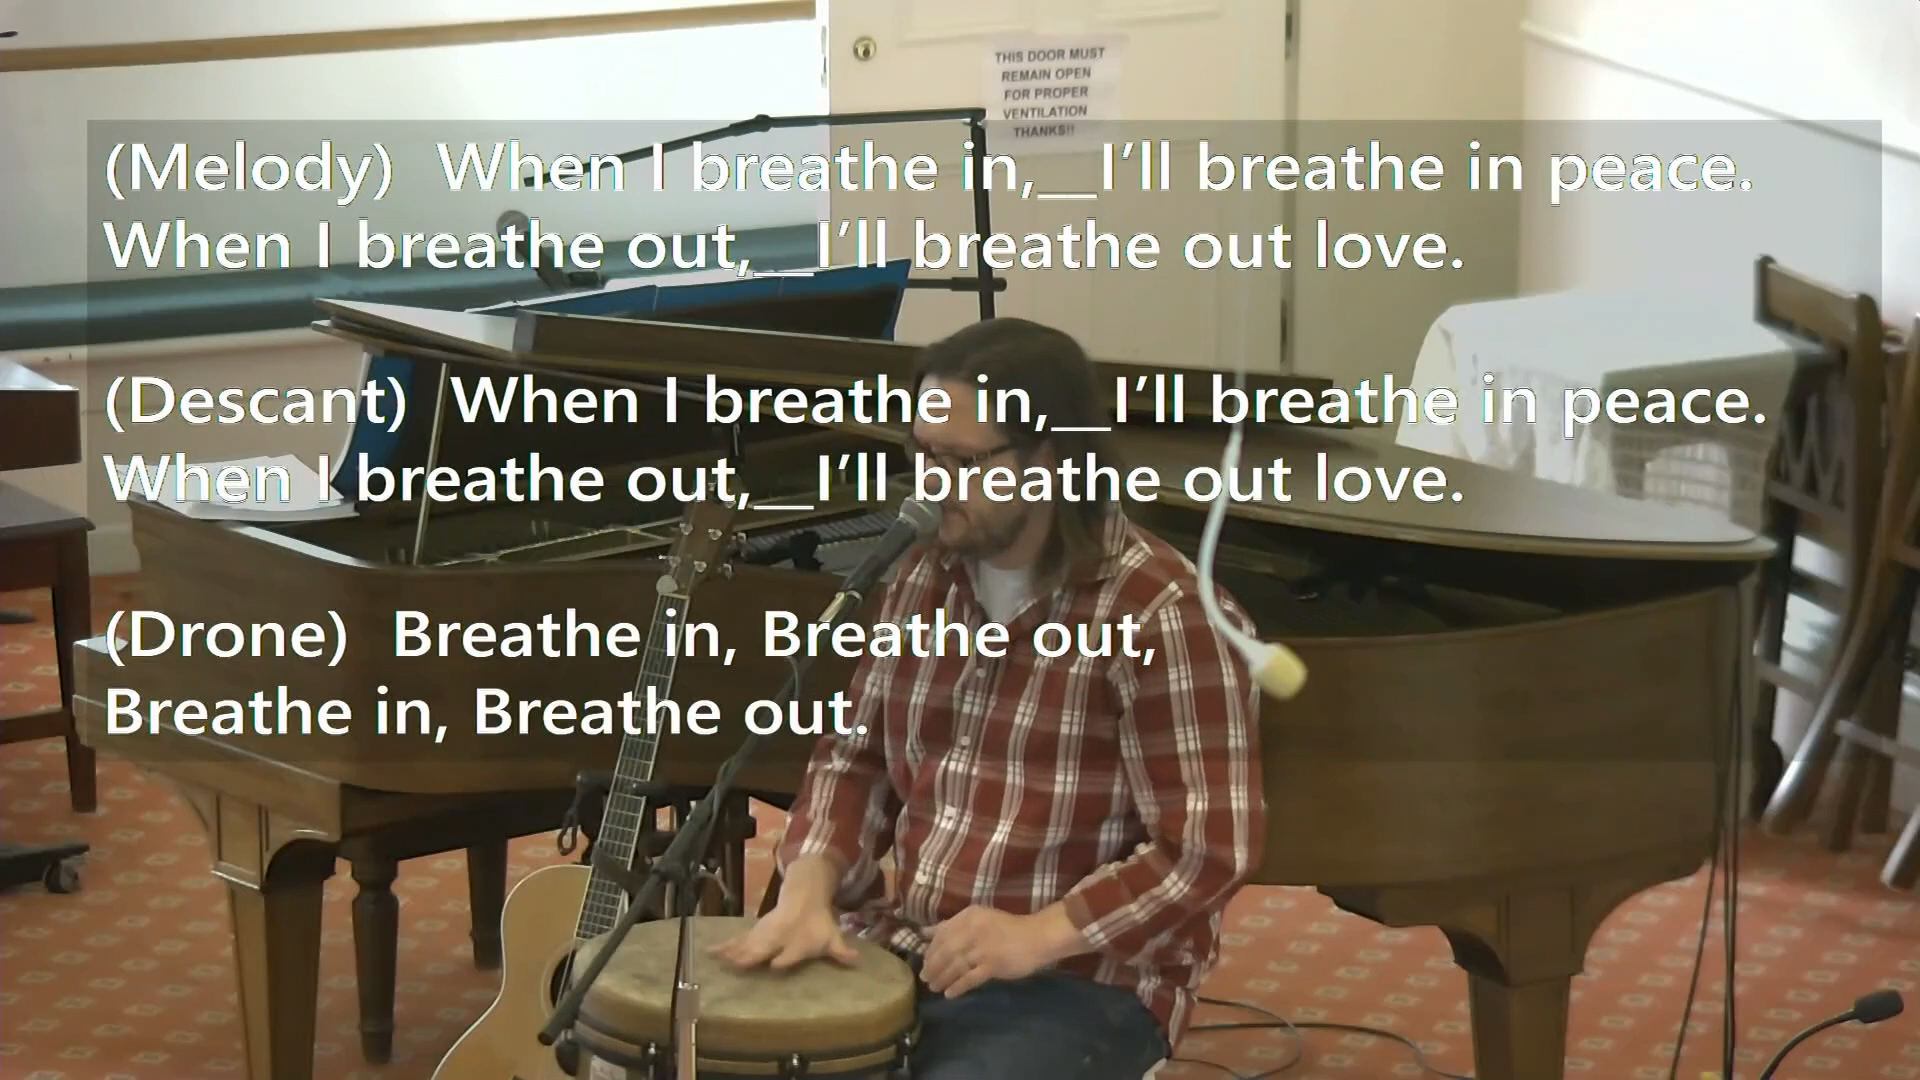 THIS DOOR MUST
REMAIN OPEN
FOR PROPER
VENTILATION
THANKS!!
(Melody)  When I breathe in,__I’ll breathe in peace.
When I breathe out,__I’ll breathe out love.
(Descant)  When I breathe in,__I’ll breathe in peace.
When I breathe out,__I’ll breathe out love.
(Drone)  Breathe in, Breathe out,
Breathe in, Breathe out.